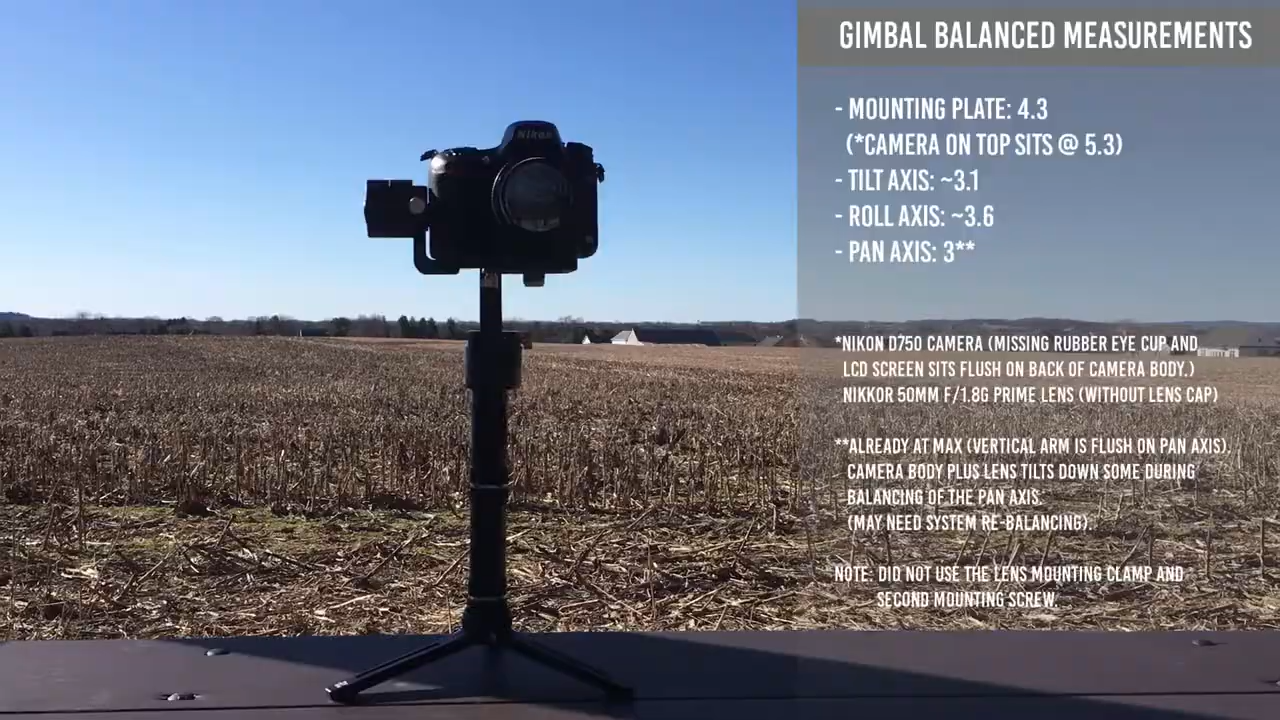 Nikon
GIMBAL BALANCED MEASUREMENTS
- MOUNTING PLATE: 4.3
(*CAMERA ON TOP SITS @ 5.3)
- TILT AXIS: ~3.1
- ROLL AXIS: ~3.6
- PAN AXIS: 3**
*NIKON D750 CAMERA (MISSING RUBBER EYE CUP AND
LCD SCREEN SITS FLUSH ON BACK OF CAMERA BODY.)
NIKKOR 50MM F/1.8G PRIME LENS (WITHOUT LENS CAP)
**ALREADY AT MAX (VERTICAL ARM IS FLUSH ON PAN AXIS).
CAMERA BODY PLUS LENS TILTS DOWN SOME DURING
BALANCING OF THE PAN AXIS.
(MAY NEED SYSTEM RE-BALANCING).
NOTE: DID NOT USE THE LENS MOUNTING CLAMP AND
SECOND MOUNTING SCREW.